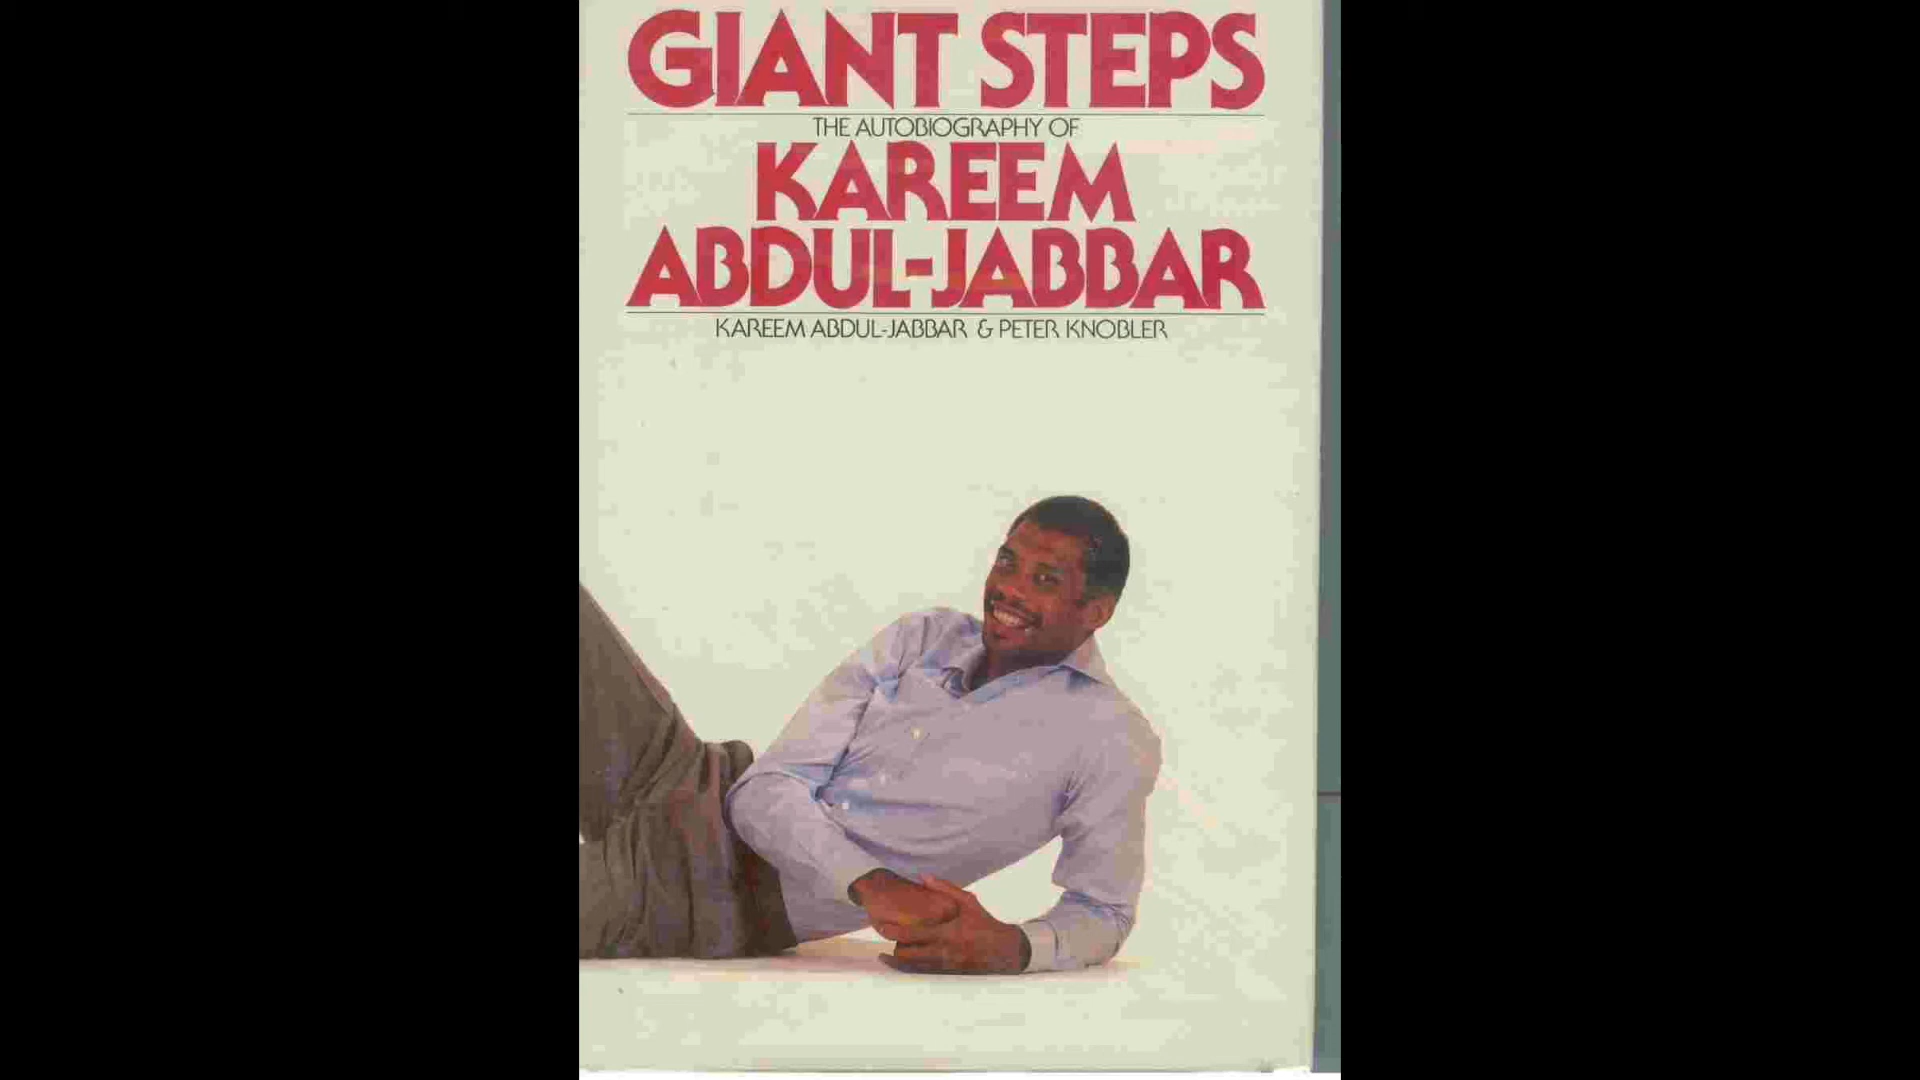 GIANT STEPS
THE AUTOBIOGRAPHY OF
KAREEM
ABDUL-JABBAR
KAREEM ABDUL-JABBAR & PETER KNOBLER